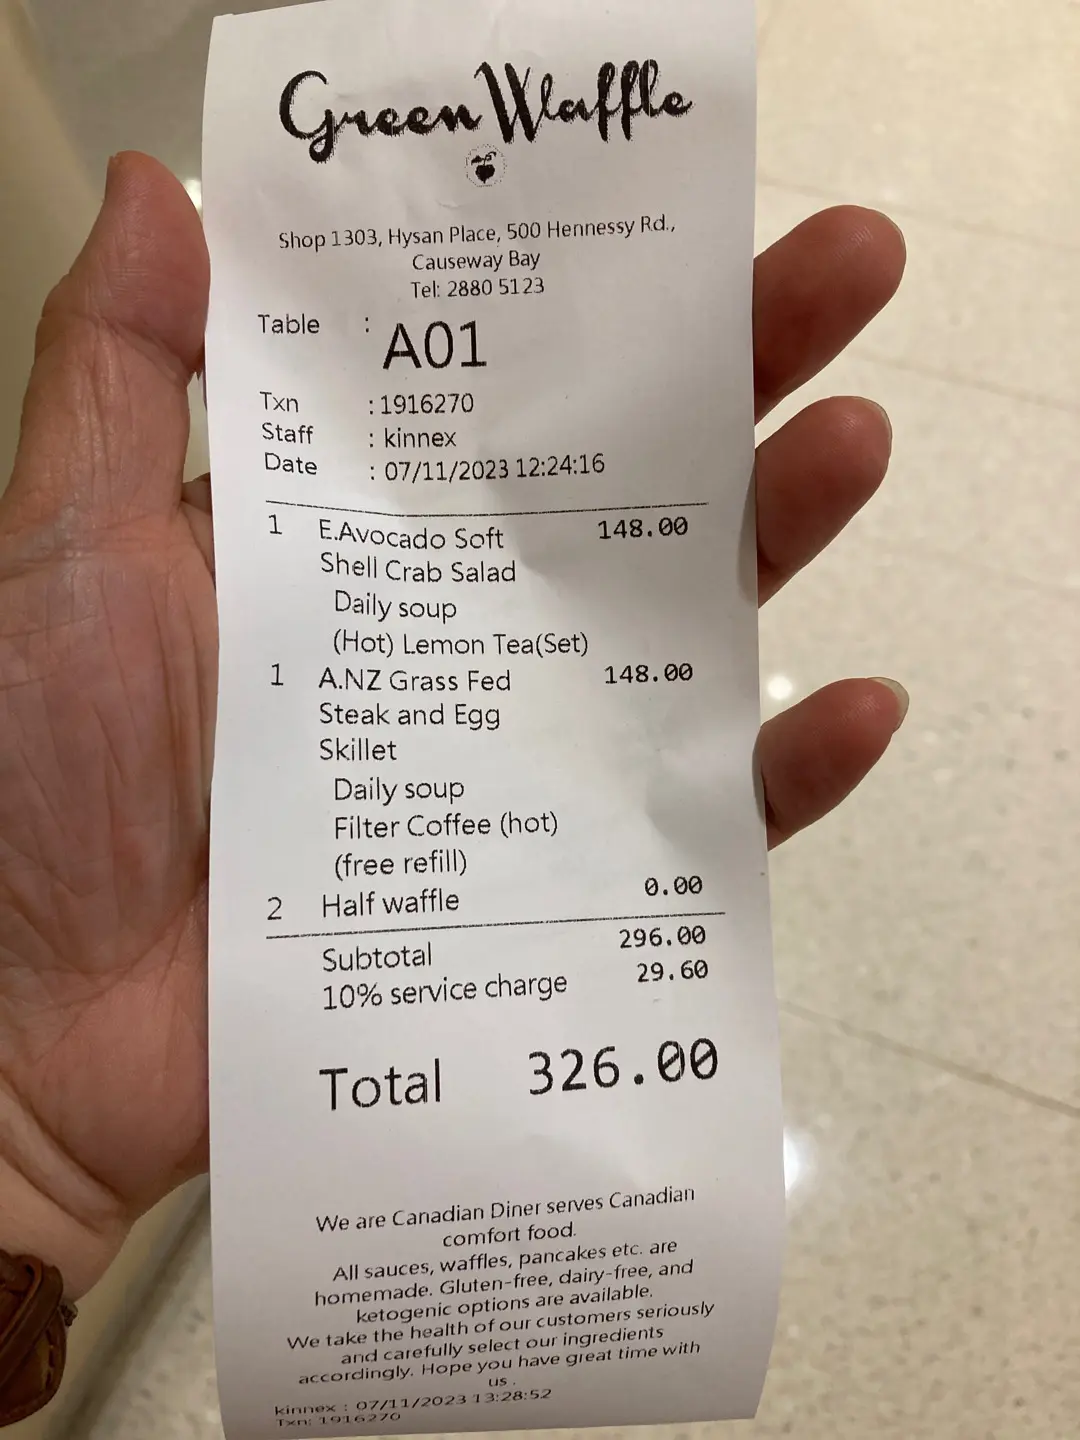 Green Waffle
Shop 1303, Hysan Place, 500 Hennessy Rd.,
Causeway Bay
Tel: 2880 5123
Table : A01
Txn : 1916270
Staff : kinnex
Date : 07/11/2023 12:24:16
1 E.Avocado Soft 148.00
Shell Crab Salad
Daily soup
(Hot) Lemon Tea(Set)
1 A.NZ Grass Fed 148.00
Steak and Egg
Skillet
Daily soup
Filter Coffee (hot)
(free refill)
2 Half waffle 0.00
Subtotal 296.00
10% service charge 29.60
Total 326.00
We are Canadian Diner serves Canadian
comfort food.
All sauces, waffles, pancakes etc. are
homemade. Gluten-free, dairy-free, and
ketogenic options are available.
We take the health of our customers seriously
and carefully select our ingredients
accordingly. Hope you have great time with
us .
kinnex : 07/11/2023 13:28:52
Txn: 1916270